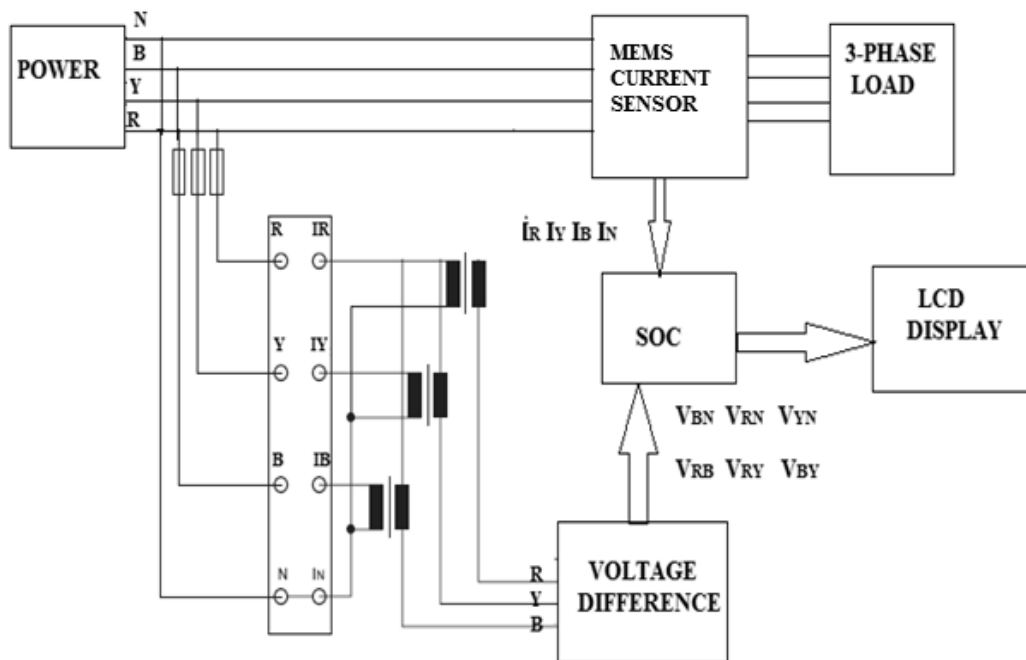 N
B
Y
R
POWER
MEMS
CURRENT
SENSOR
3-PHASE
LOAD
IR IY IB IN
R IR
Y IY
B IB
N IN
SOC
LCD
DISPLAY
VBN VRN VYN
VRB VRY VBY
R
Y
B
VOLTAGE
DIFFERENCE